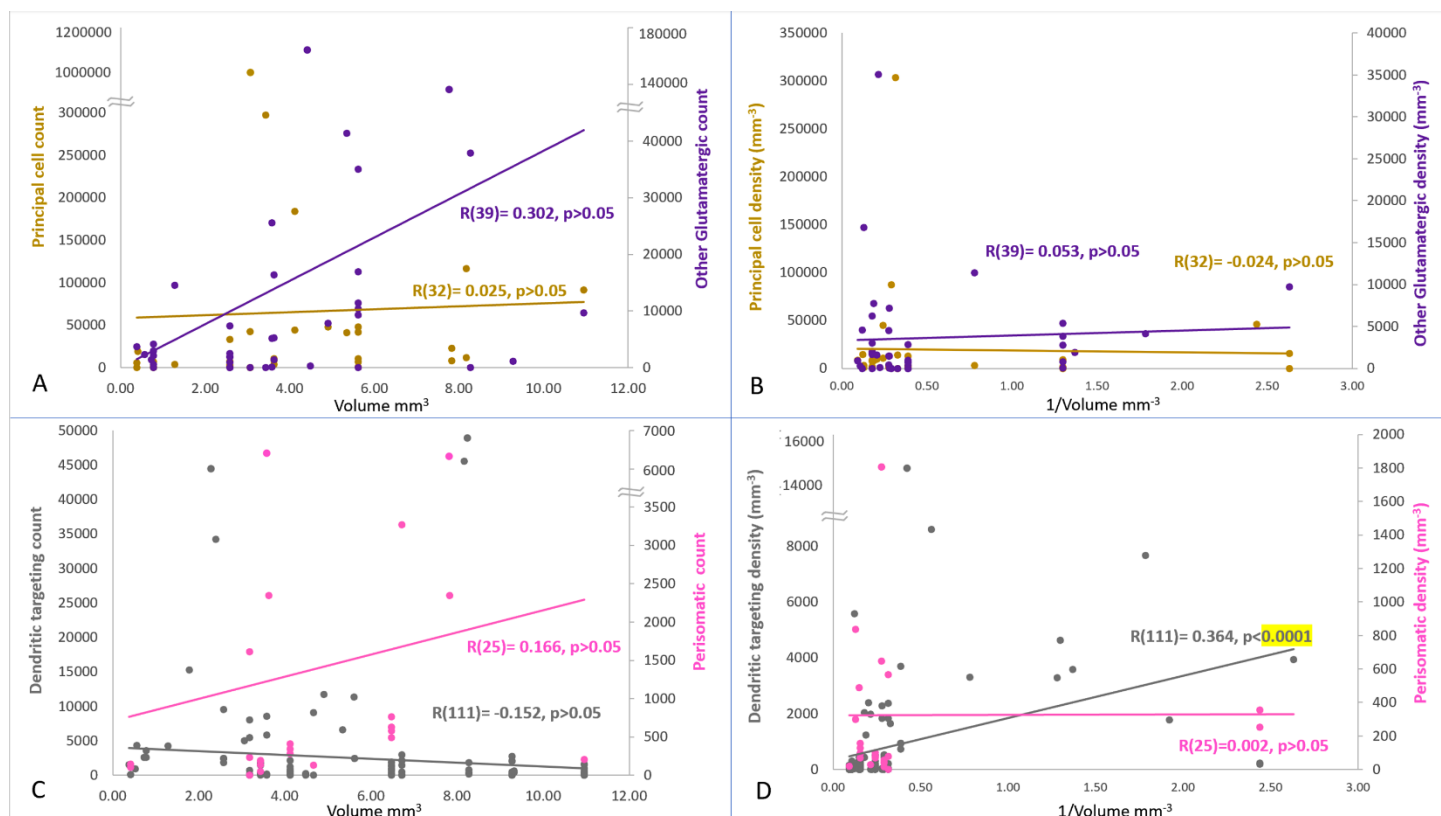 1200000
1000000
300000
250000
200000
150000
100000
50000
0
Principal cell count
180000
140000
40000
30000
20000
10000
0
Other Glutamatergic count
R(39)= 0.302, p>0.05
R(32)= 0.025, p>0.05
0.00 2.00 4.00 6.00 8.00 10.00 12.00
Volume mm³
A
350000
300000
250000
200000
150000
100000
50000
0
Principal cell density (mm⁻³)
40000
35000
30000
25000
20000
15000
10000
5000
0
Other Glutamatergic density (mm⁻³)
R(39)= 0.053, p>0.05
R(32)= -0.024, p>0.05
0.00 0.50 1.00 1.50 2.00 2.50 3.00
1/Volume mm⁻³
B
50000
45000
40000
35000
30000
25000
20000
15000
10000
5000
0
Dendritic targeting count
7000
6000
3500
3000
2500
2000
1500
1000
500
0
Perisomatic count
R(25)= 0.166, p>0.05
R(111)= -0.152, p>0.05
0.00 2.00 4.00 6.00 8.00 10.00 12.00
Volume mm³
C
16000
14000
8000
6000
4000
2000
0
Dendritic targeting density (mm⁻³)
2000
1800
1600
1400
1200
1000
800
600
400
200
0
Perisomatic density (mm⁻³)
R(111)= 0.364, p<0.0001
R(25)=0.002, p>0.05
0.00 0.50 1.00 1.50 2.00 2.50 3.00
1/Volume mm⁻³
D